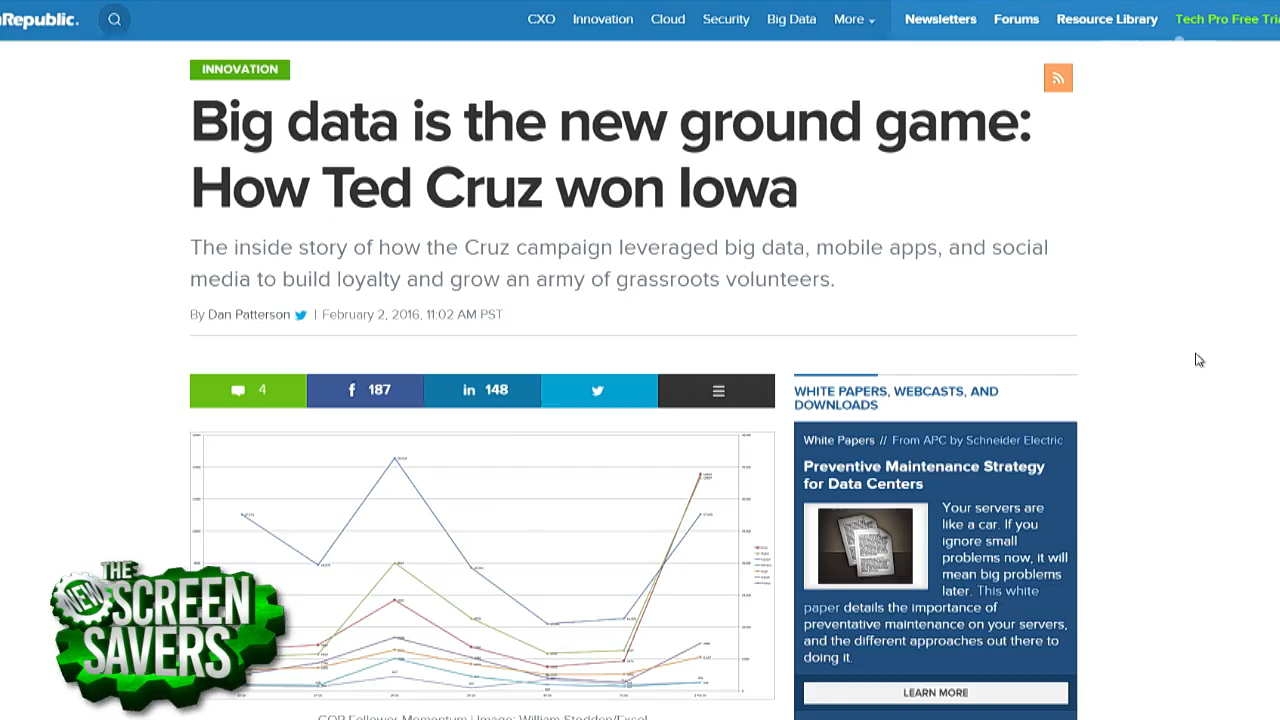 Republic.
CXO Innovation Cloud Security Big Data More Newsletters Forums Resource Library Tech Pro Free
INNOVATION
Big data is the new ground game:
How Ted Cruz won Iowa
The inside story of how the Cruz campaign leveraged big data, mobile apps, and social
media to build loyalty and grow an army of grassroots volunteers.
By Dan Patterson | February 2, 2016, 11:02 AM PST
4 187 148
WHITE PAPERS, WEBCASTS, AND
DOWNLOADS
White Papers // From APC by Schneider Electric
Preventive Maintenance Strategy
for Data Centers
Your servers are
like a car. If you
ignore small
problems now, it will
mean big problems
later. This white
paper details the importance of
preventative maintenance on your servers,
and the different approaches out there to
doing it.
LEARN MORE
THE
NEW SCREEN
SAVERS
GOP Follower Momentum | Image: William Stodden/Excel